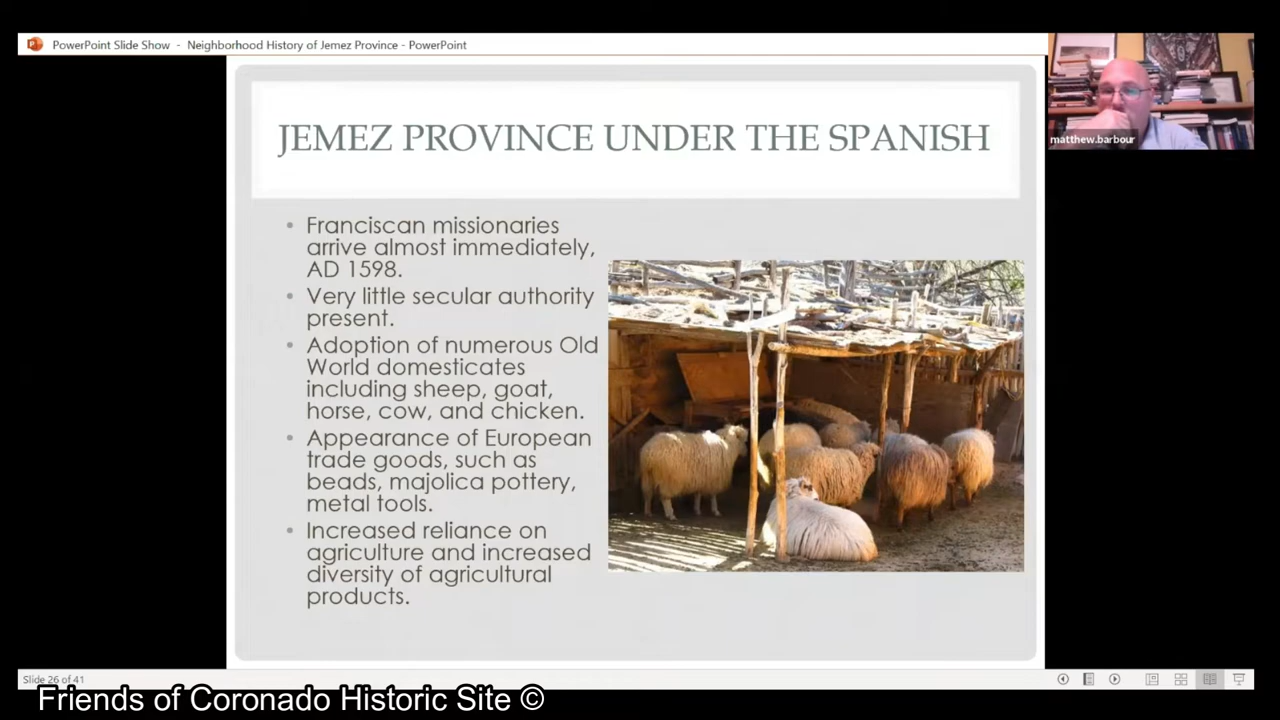 PowerPoint Slide Show - Neighborhood History of Jemez Province - PowerPoint
matthew.barbour
JEMEZ PROVINCE UNDER THE SPANISH
• Franciscan missionaries
arrive almost immediately,
AD 1598.
• Very little secular authority
present.
• Adoption of numerous Old
World domesticates
including sheep, goat,
horse, cow, and chicken.
• Appearance of European
trade goods, such as
beads, majolica pottery,
metal tools.
• Increased reliance on
agriculture and increased
diversity of agricultural
products.
Slide 26 of 41
Friends of Coronado Historic Site ©